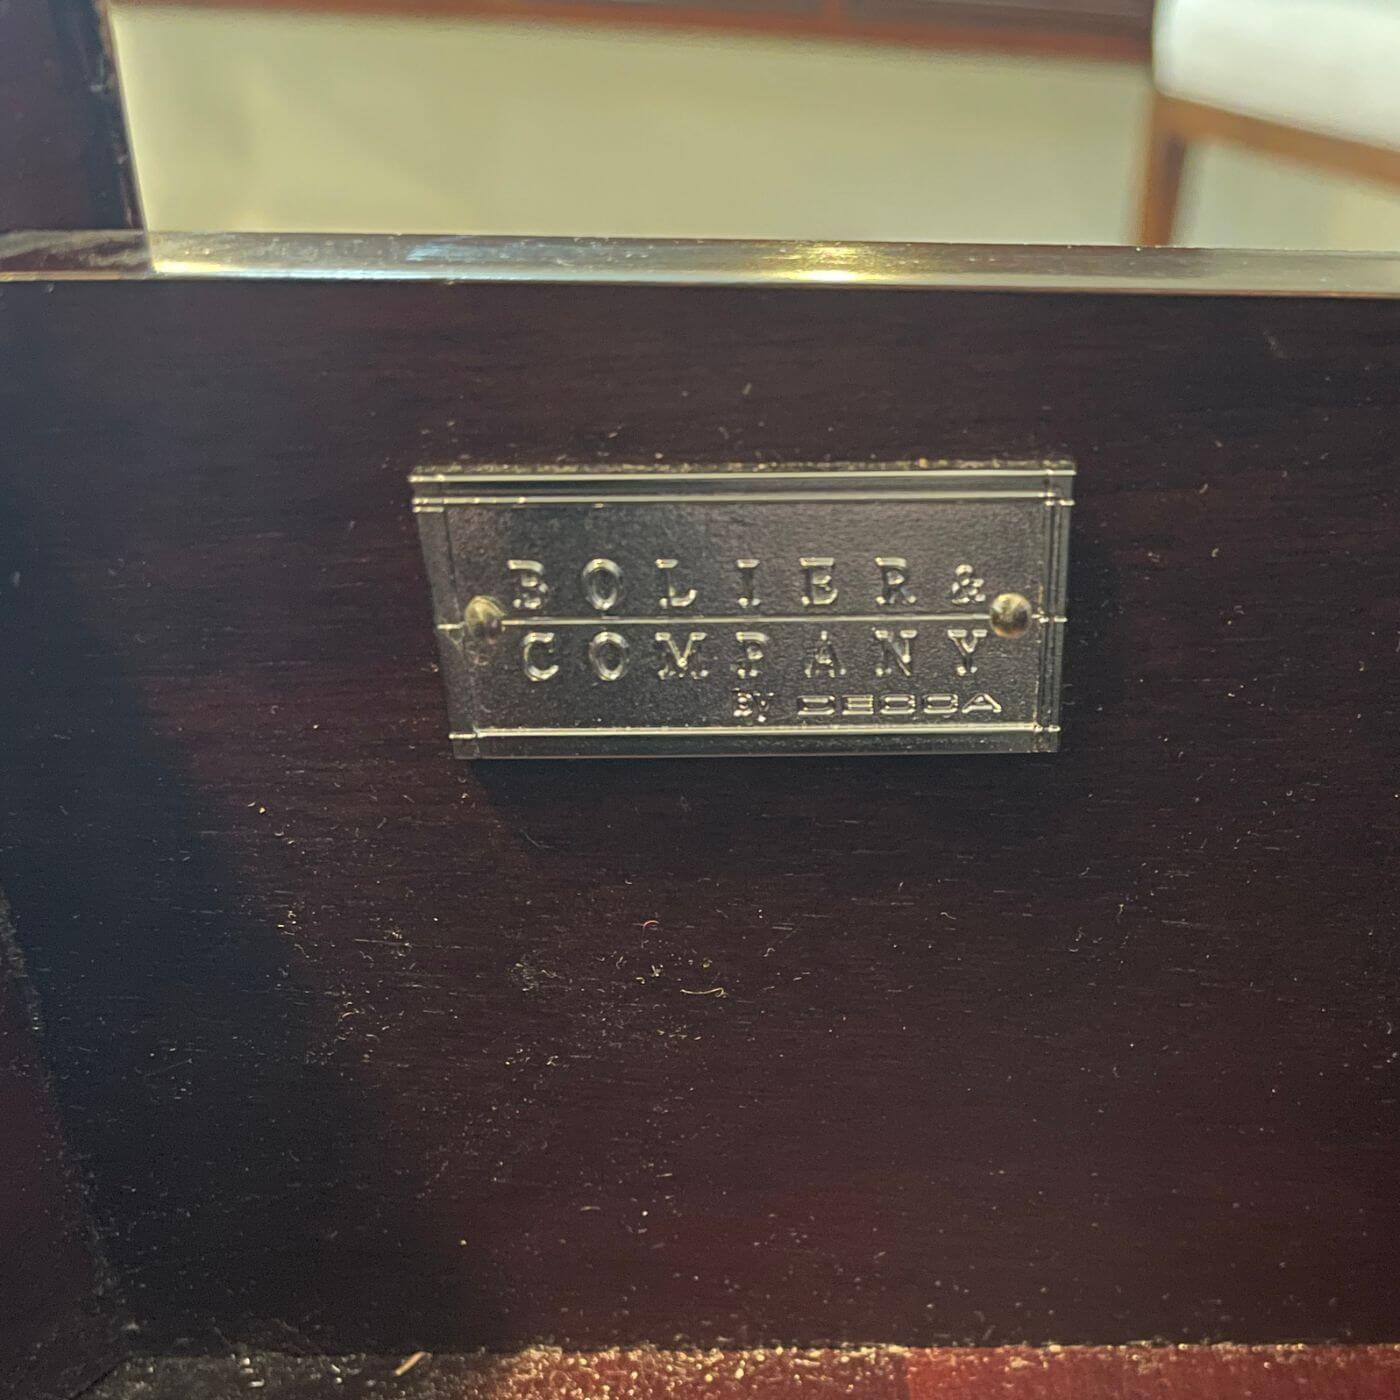 BOLIER &
COMPANY
BY DECCA